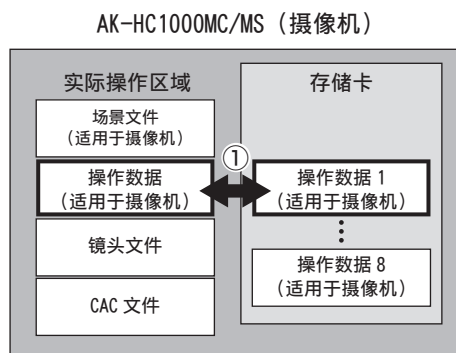 AK-HC1000MC/MS（摄像机）
实际操作区域
存储卡
场景文件
（适用于摄像机）
①
操作数据
（适用于摄像机）
操作数据 1
（适用于摄像机）
镜头文件
操作数据 8
（适用于摄像机）
CAC 文件